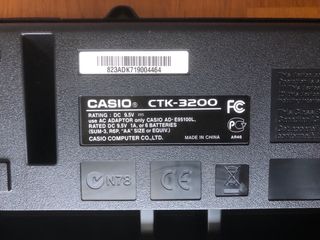 823ADK719004464
CASIO® CTK-3200
RATING : DC 9.5V
use AC ADAPTOR only CASIO AD-E95100L,
RATED DC 9.5V 1A, or 6 BATTERIES
(SUM-3, R6P, "AA" SIZE or EQUIV.)
CASIO COMPUTER CO.,LTD.
MADE IN CHINA
FC
N78
CE